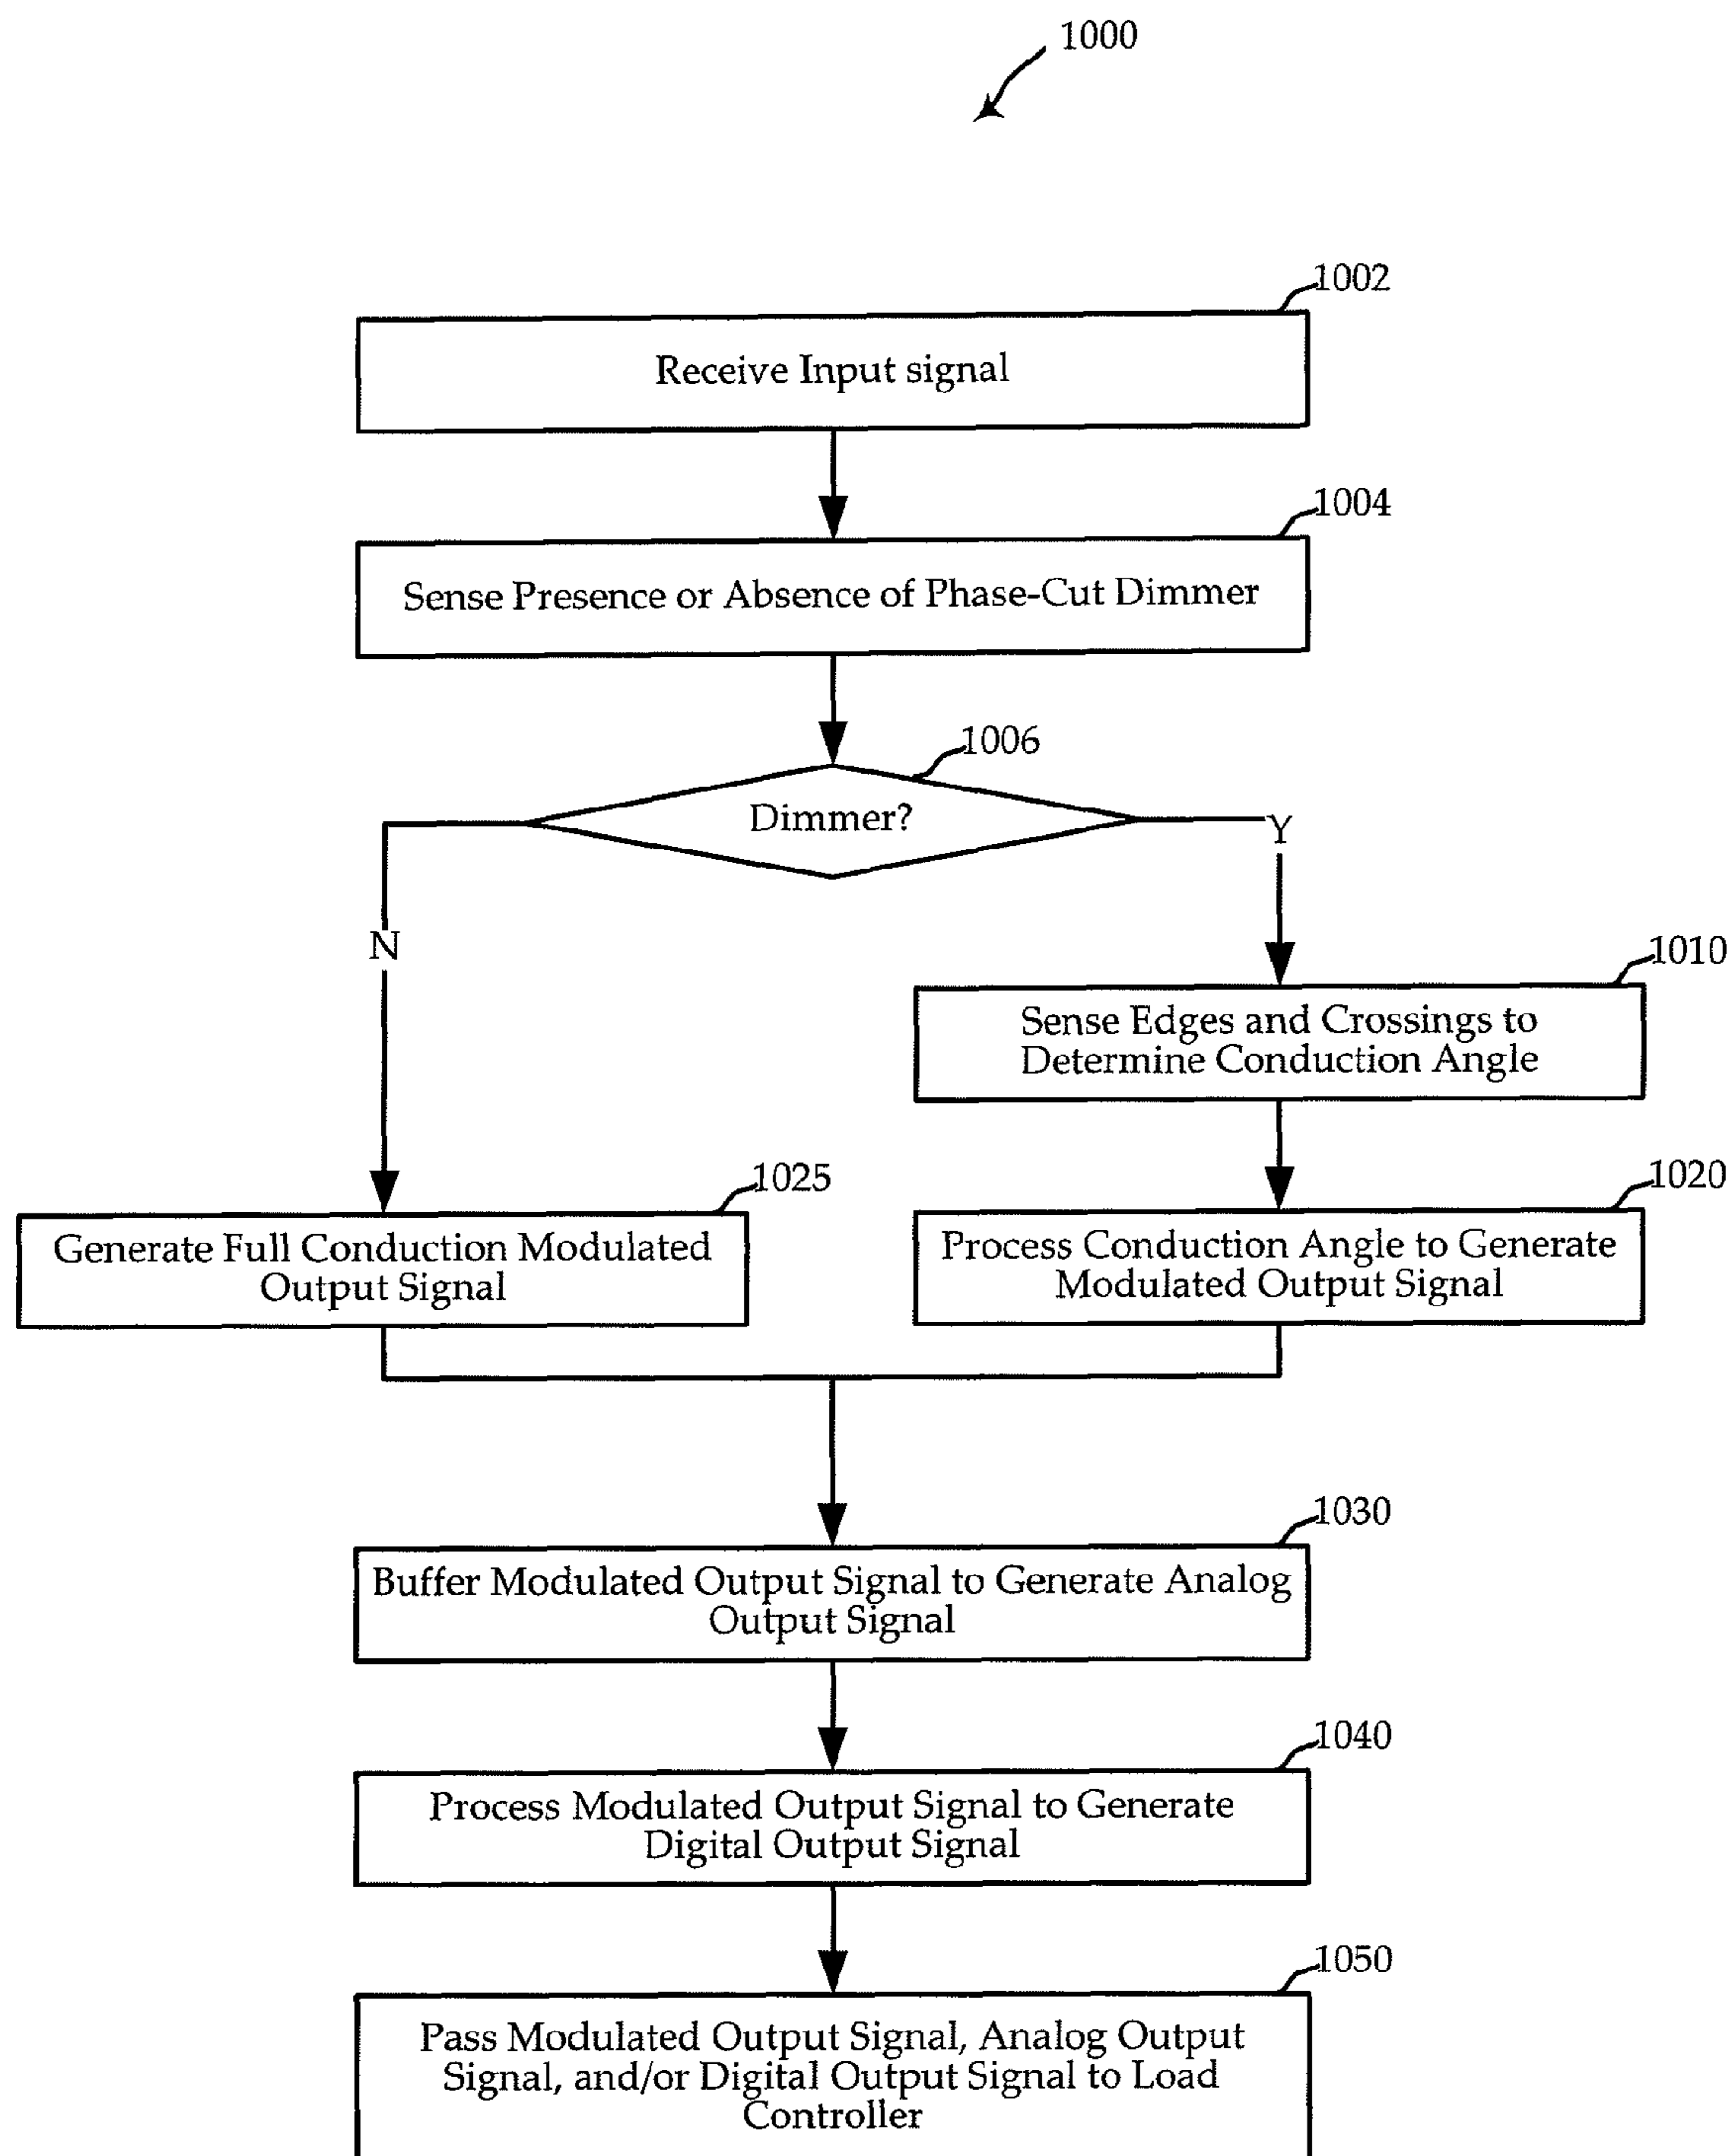 1000
1002
Receive Input signal
1004
Sense Presence or Absence of Phase-Cut Dimmer
1006
Dimmer?
Y
N
1010
Sense Edges and Crossings to
Determine Conduction Angle
1025
Generate Full Conduction Modulated
Output Signal
1020
Process Conduction Angle to Generate
Modulated Output Signal
1030
Buffer Modulated Output Signal to Generate Analog
Output Signal
1040
Process Modulated Output Signal to Generate
Digital Output Signal
1050
Pass Modulated Output Signal, Analog Output
Signal, and/or Digital Output Signal to Load
Controller